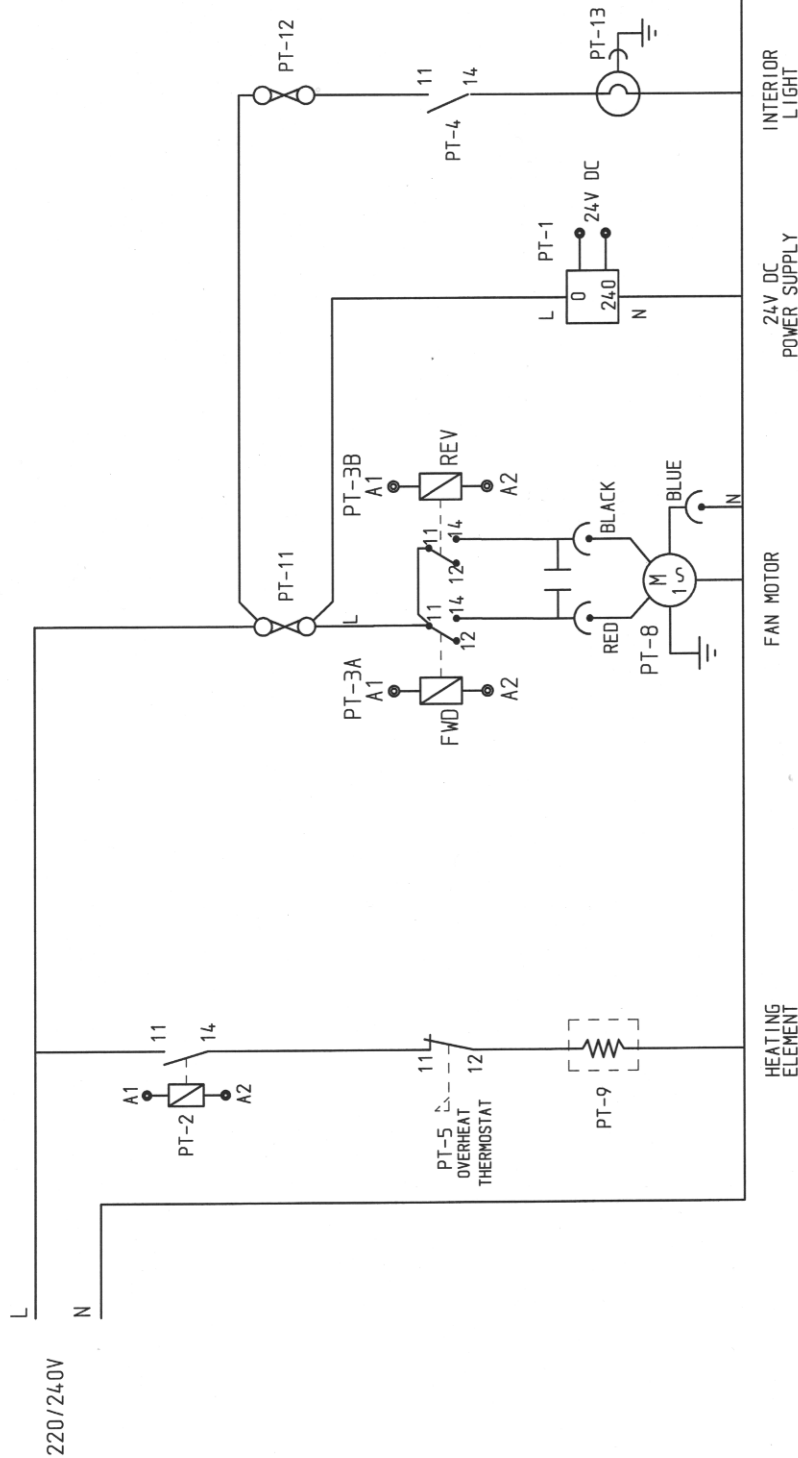 220/240V
L
N
A1
A2
PT-2
11
14
PT-5
OVERHEAT
THERMOSTAT
11
12
PT-9
HEATING
ELEMENT
PT-11
L
PT-3A
A1
FWD
A2
11
12
14
PT-3B
A1
REV
A2
11
12
14
RED
BLACK
PT-8
M
1
S
BLUE
N
FAN MOTOR
L
0
240
N
PT-1
24V DC
24V DC
POWER SUPPLY
PT-12
11
14
PT-4
PT-13
INTERIOR
LIGHT